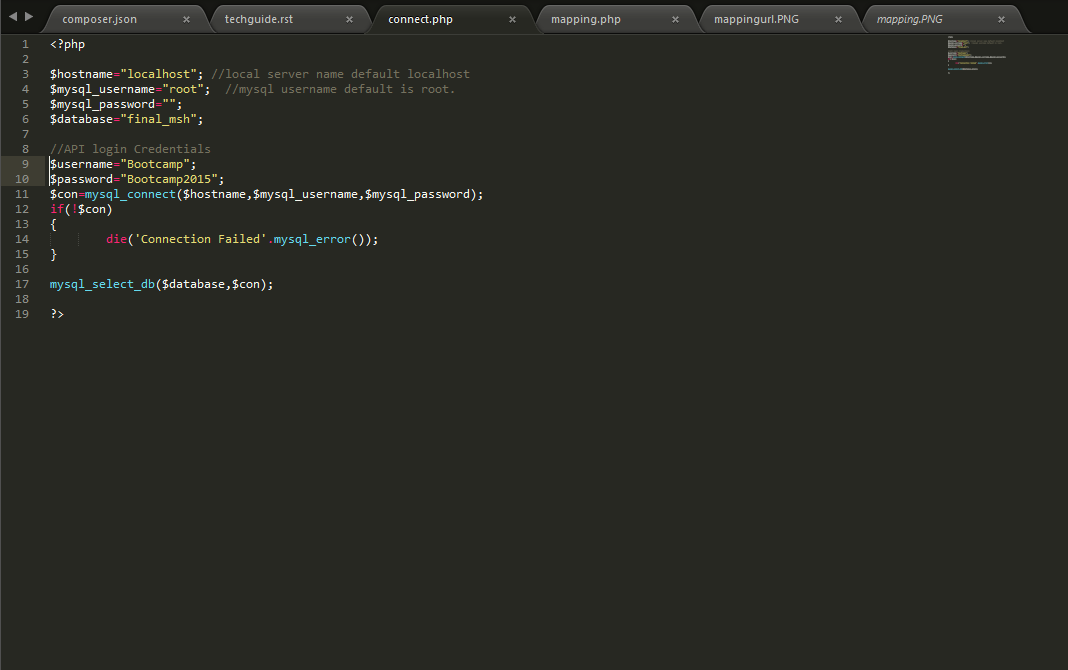 composer.json × techguide.rst × connect.php × mapping.php × mappingurl.PNG × mapping.PNG ×
1 <?php
2
3 $hostname="localhost"; //local server name default localhost
4 $mysql_username="root";  //mysql username default is root.
5 $mysql_password="";
6 $database="final_msh";
7
8 //API login Credentials
9 $username="Bootcamp";
10 $password="Bootcamp2015";
11 $con=mysql_connect($hostname,$mysql_username,$mysql_password);
12 if(!$con)
13 {
14         die('Connection Failed'.mysql_error());
15 }
16
17 mysql_select_db($database,$con);
18
19 ?>